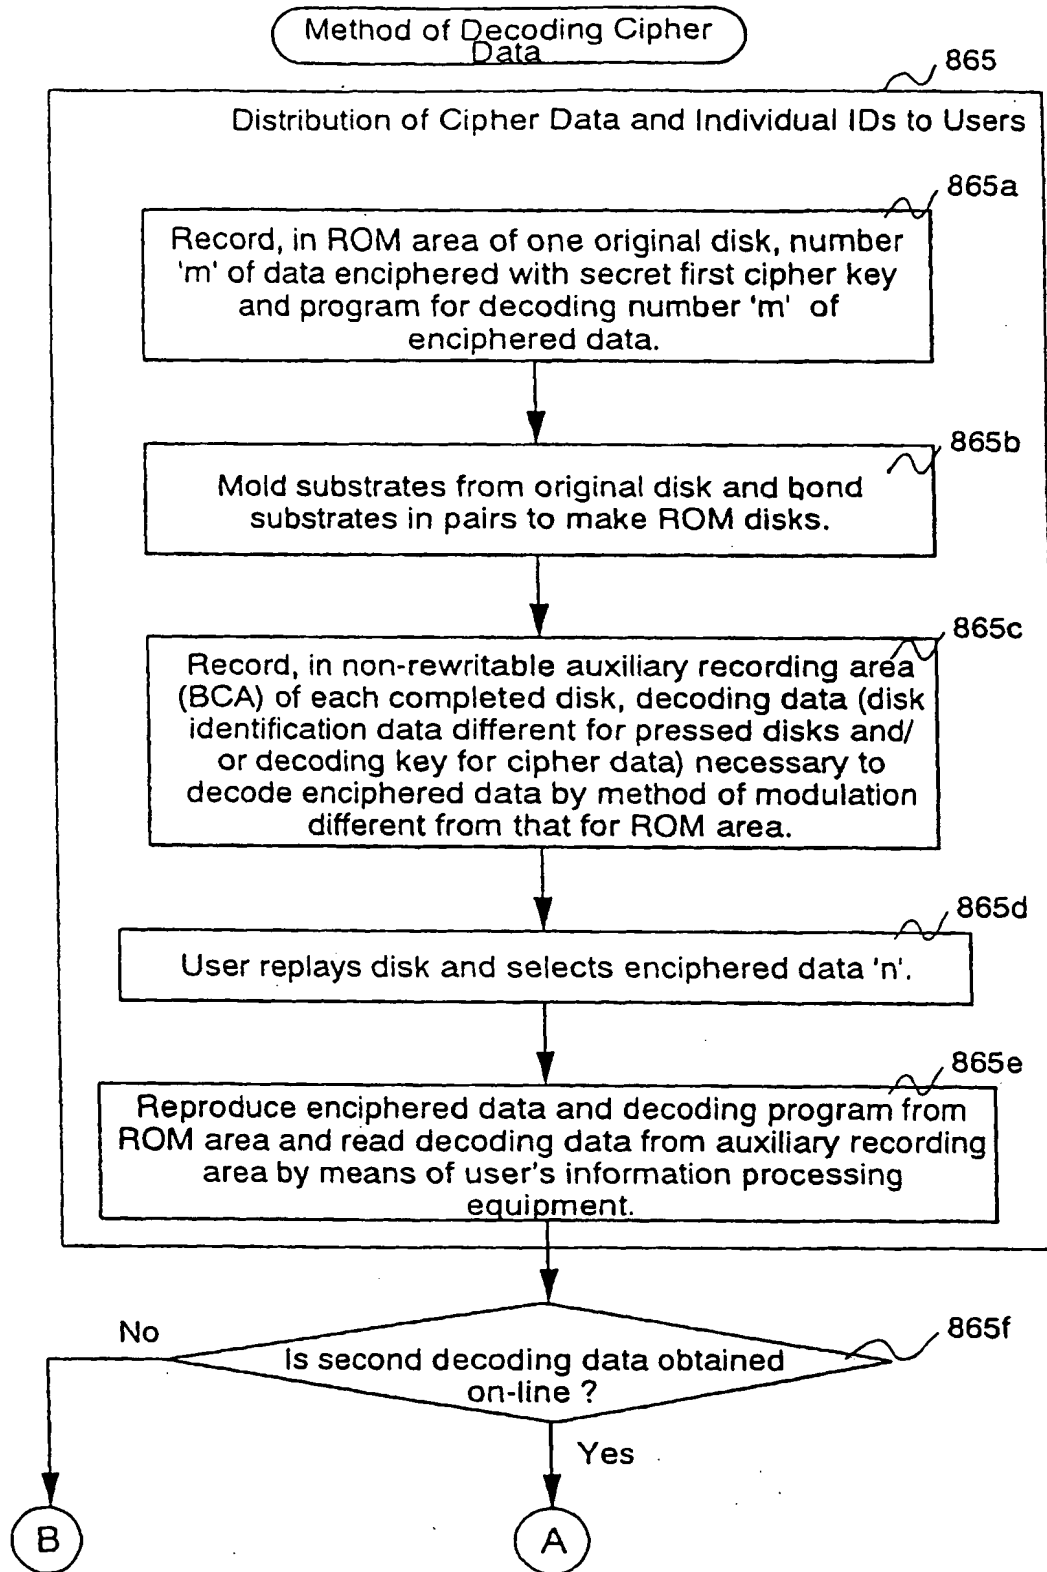 Method of Decoding Cipher
Data
865
Distribution of Cipher Data and Individual IDs to Users
865a
Record, in ROM area of one original disk, number
'm' of data enciphered with secret first cipher key
and program for decoding number 'm' of
enciphered data.
865b
Mold substrates from original disk and bond
substrates in pairs to make ROM disks.
865c
Record, in non-rewritable auxiliary recording area
(BCA) of each completed disk, decoding data (disk
identification data different for pressed disks and/
or decoding key for cipher data) necessary to
decode enciphered data by method of modulation
different from that for ROM area.
865d
User replays disk and selects enciphered data 'n'.
865e
Reproduce enciphered data and decoding program from
ROM area and read decoding data from auxiliary recording
area by means of user's information processing
equipment.
865f
No
Is second decoding data obtained
on-line ?
Yes
B
A